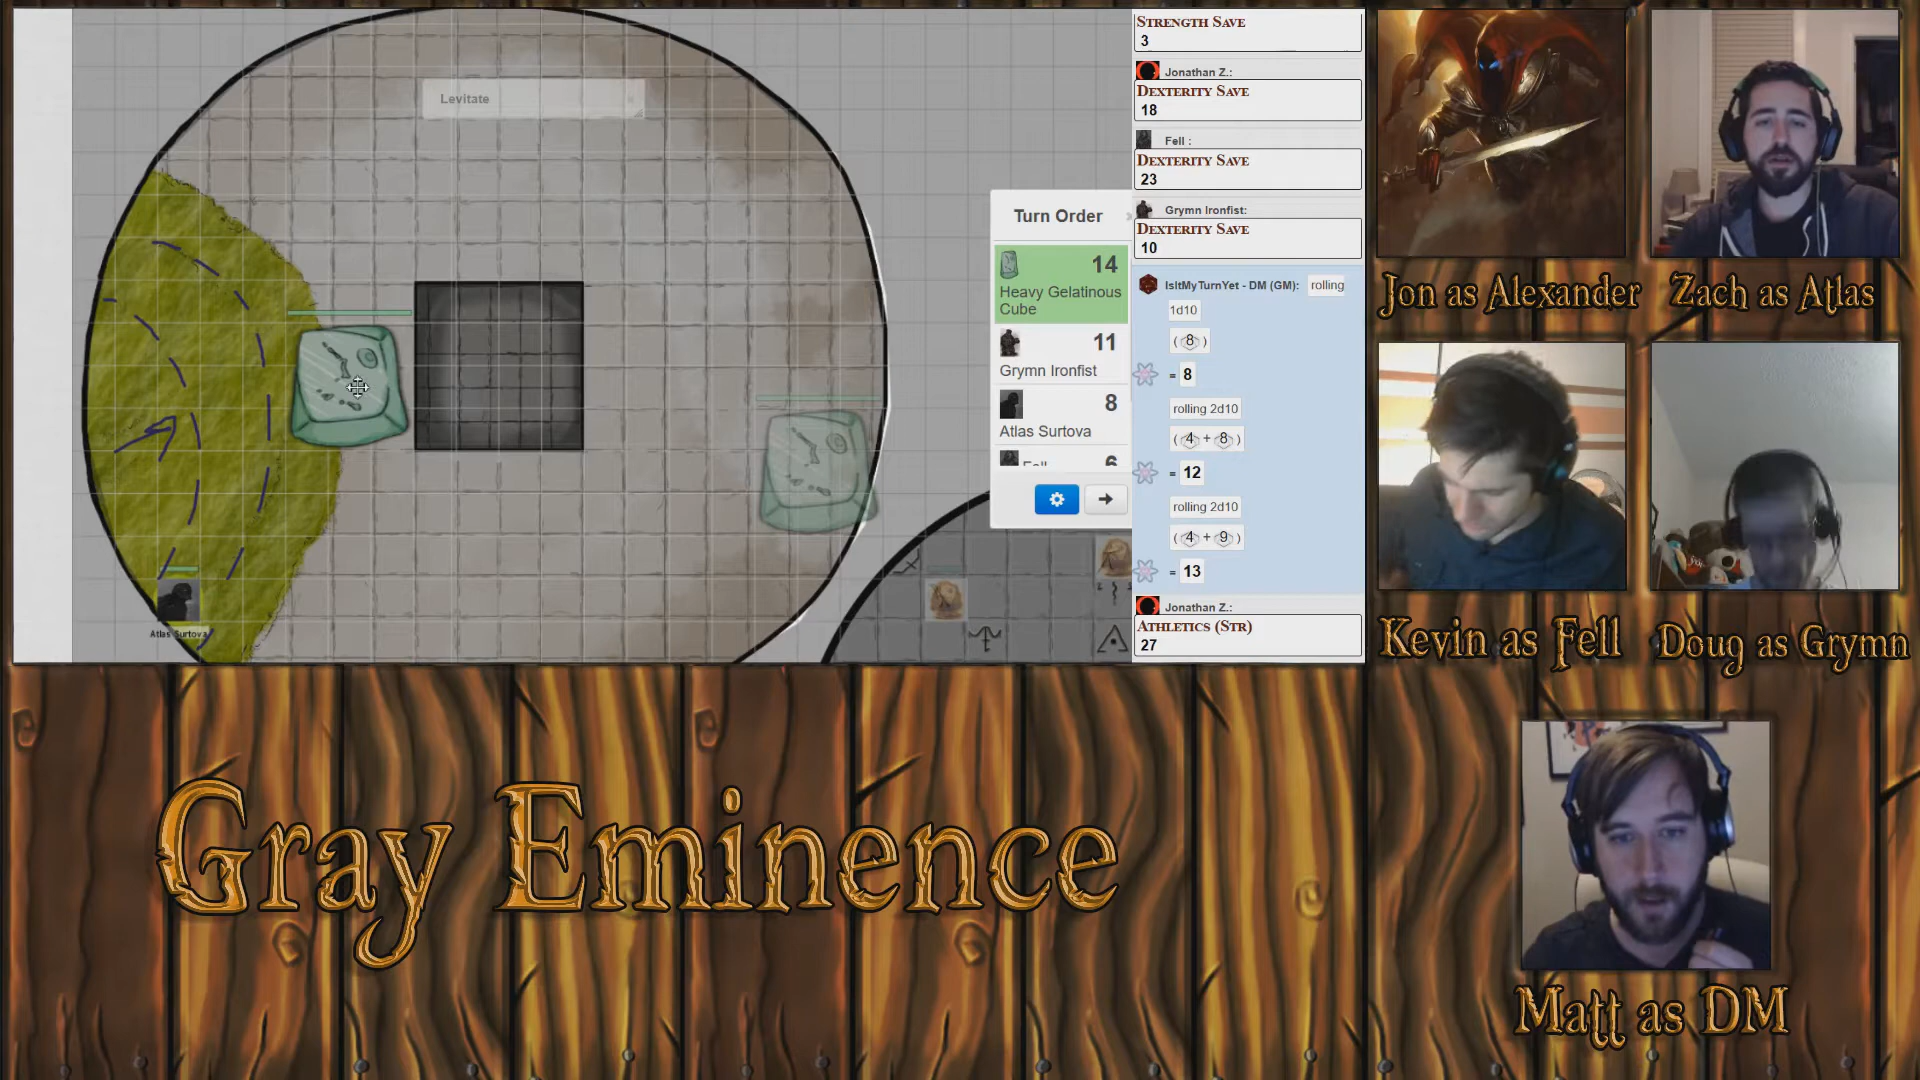 Levitate
Atlas Surtova
Turn Order
14
Heavy Gelatinous
Cube
11
Grymn Ironfist
8
Atlas Surtova
Fell
6
STRENGTH SAVE
3
Jonathan Z.:
DEXTERITY SAVE
18
Fell :
DEXTERITY SAVE
23
Grymn Ironfist:
DEXTERITY SAVE
10
IsItMyTurnYet - DM (GM): rolling
1d10
(8)
= 8
rolling 2d10
(4 + 8)
= 12
rolling 2d10
(4 + 9)
= 13
Jonathan Z.:
ATHLETICS (STR)
27
Jon as Alexander
Zach as Atlas
Kevin as Fell
Doug as Grymn
Matt as DM
Gray Eminence